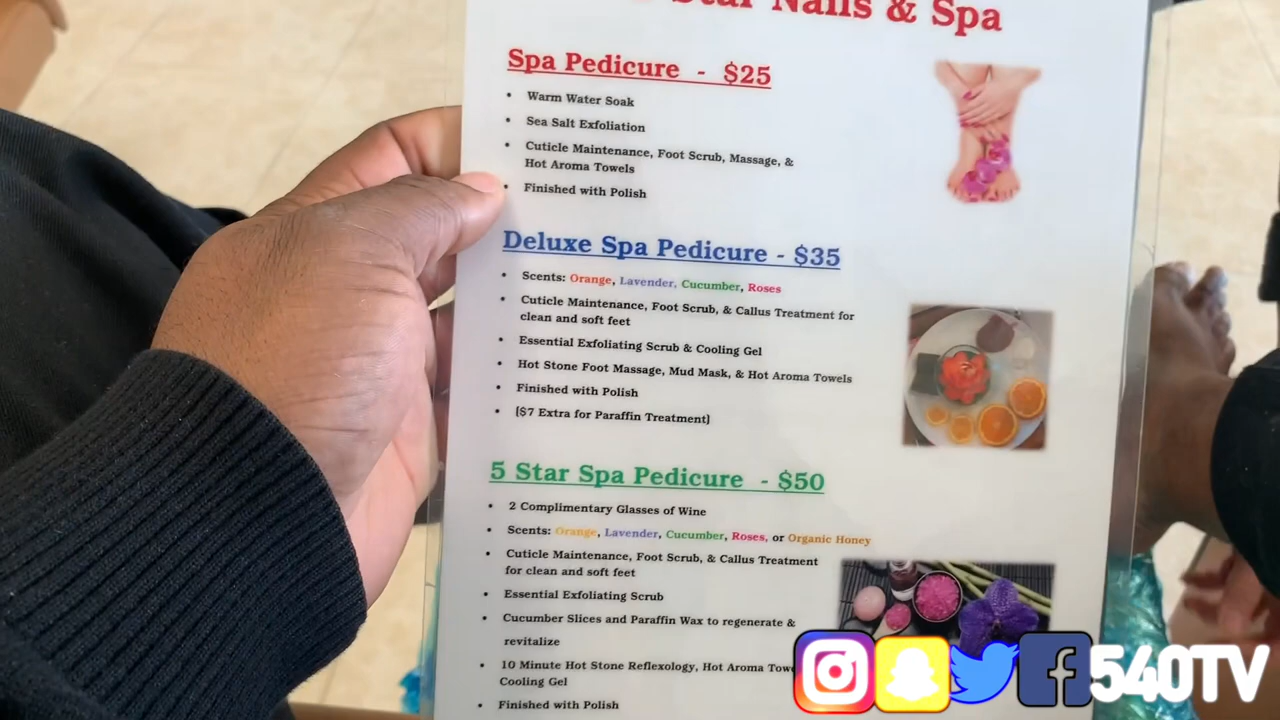 Star Nails & Spa
Spa Pedicure - $25
• Warm Water Soak
• Sea Salt Exfoliation
• Cuticle Maintenance, Foot Scrub, Massage, &
Hot Aroma Towels
• Finished with Polish
Deluxe Spa Pedicure - $35
• Scents: Orange, Lavender, Cucumber, Roses
• Cuticle Maintenance, Foot Scrub, & Callus Treatment for
clean and soft feet
• Essential Exfoliating Scrub & Cooling Gel
• Hot Stone Foot Massage, Mud Mask, & Hot Aroma Towels
• Finished with Polish
• ($7 Extra for Paraffin Treatment)
5 Star Spa Pedicure - $50
• 2 Complimentary Glasses of Wine
• Scents: Orange, Lavender, Cucumber, Roses, or Organic Honey
• Cuticle Maintenance, Foot Scrub, & Callus Treatment
for clean and soft feet
• Essential Exfoliating Scrub
• Cucumber Slices and Paraffin Wax to regenerate &
revitalize
• 10 Minute Hot Stone Reflexology, Hot Aroma
Cooling Gel
• Finished with Polish
540TV